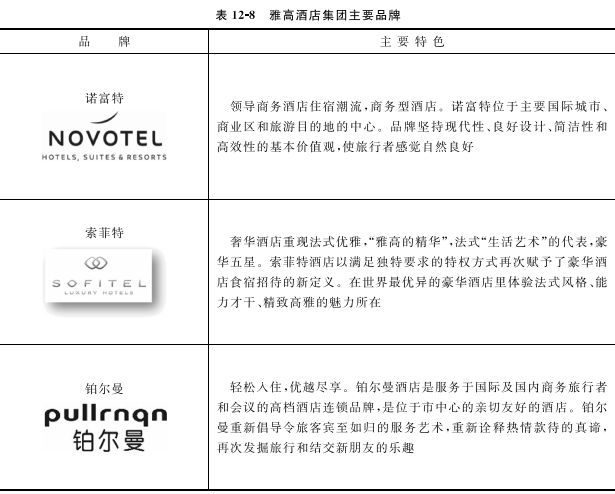 表 12-8 雅高酒店集团主要品牌
品 牌
主 要 特 色
诺富特
NOVOTEL
HOTELS, SUITES & RESORTS
领导商务酒店住宿潮流,商务型酒店。诺富特位于主要国际城市、
商业区和旅游目的地的中心。品牌坚持现代性、良好设计、简洁性和
高效性的基本价值观,使旅行者感觉自然良好
索菲特
SOFITEL
LUXURY HOTELS
奢华酒店重现法式优雅,“雅高的精华”,法式“生活艺术”的代表,豪
华五星。索菲特酒店以满足独特要求的特权方式再次赋予了豪华酒
店食宿招待的新定义。在世界最优异的豪华酒店里体验法式风格、能
力才干、精致高雅的魅力所在
铂尔曼
pullman
铂尔曼
轻松入住,优越尽享。铂尔曼酒店是服务于国际及国内商务旅行者
和会议的高档酒店连锁品牌,是位于市中心的亲切友好的酒店。铂尔
曼重新倡导令旅客宾至如归的服务艺术,重新诠释热情款待的真谛,
再次发掘旅行和结交新朋友的乐趣